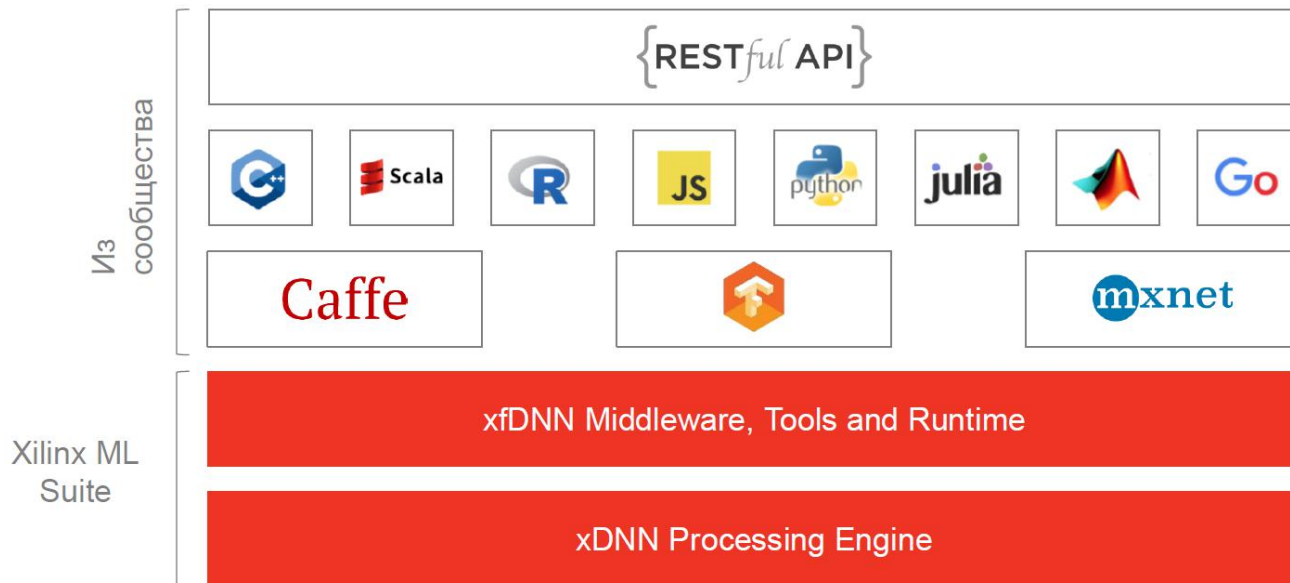 {RESTful API}
Из сообщества
C++
Scala
R
JS
python
julia
Go
Caffe
TF
mxnet
Xilinx ML
Suite
xfDNN Middleware, Tools and Runtime
xDNN Processing Engine